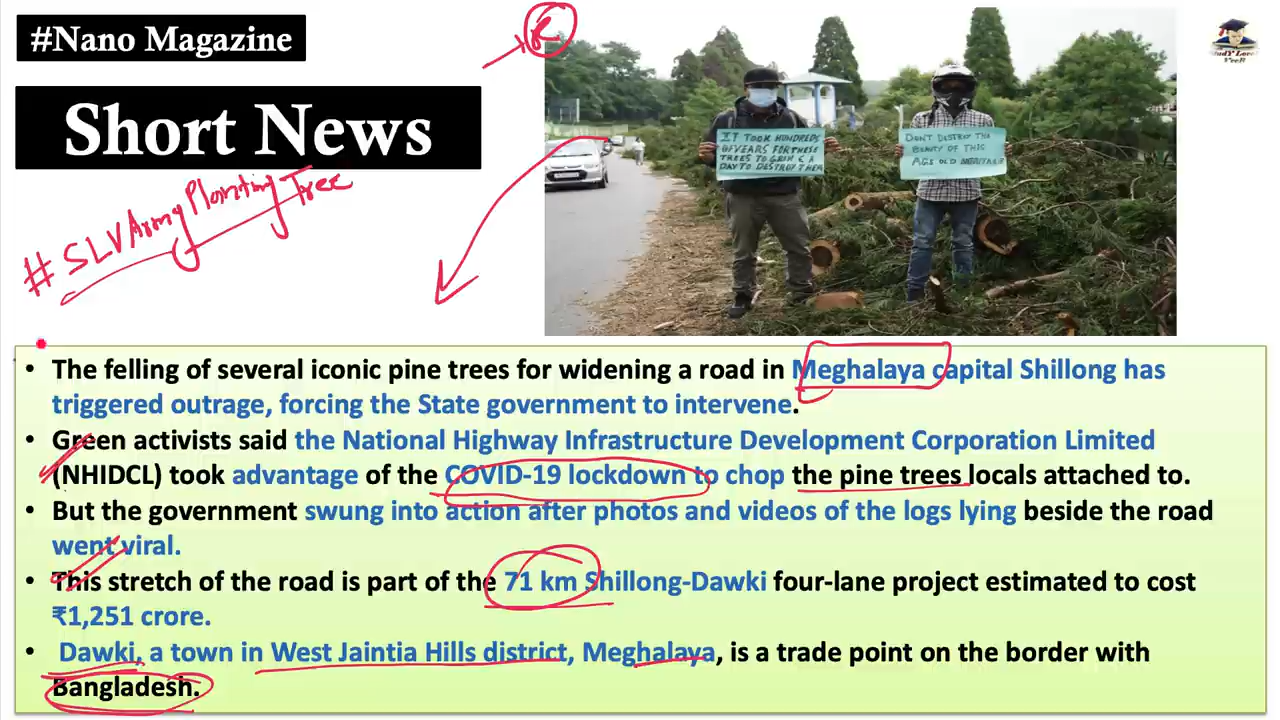 #Nano Magazine
Short News
#SLVArmyPlantingTree
IT TOOK HUNDREDS
OF YEARS FOR THESE
TREES TO GROW & A
DAY TO DESTROY THEM
DON'T DESTROY THE
BEAUTY OF THIS
AGE OLD
StudY Lover
VeeR
• The felling of several iconic pine trees for widening a road in Meghalaya capital Shillong has
triggered outrage, forcing the State government to intervene.
• Green activists said the National Highway Infrastructure Development Corporation Limited
(NHIDCL) took advantage of the COVID-19 lockdown to chop the pine trees locals attached to.
• But the government swung into action after photos and videos of the logs lying beside the road
went viral.
• This stretch of the road is part of the 71 km Shillong-Dawki four-lane project estimated to cost
₹1,251 crore.
• Dawki, a town in West Jaintia Hills district, Meghalaya, is a trade point on the border with
Bangladesh.